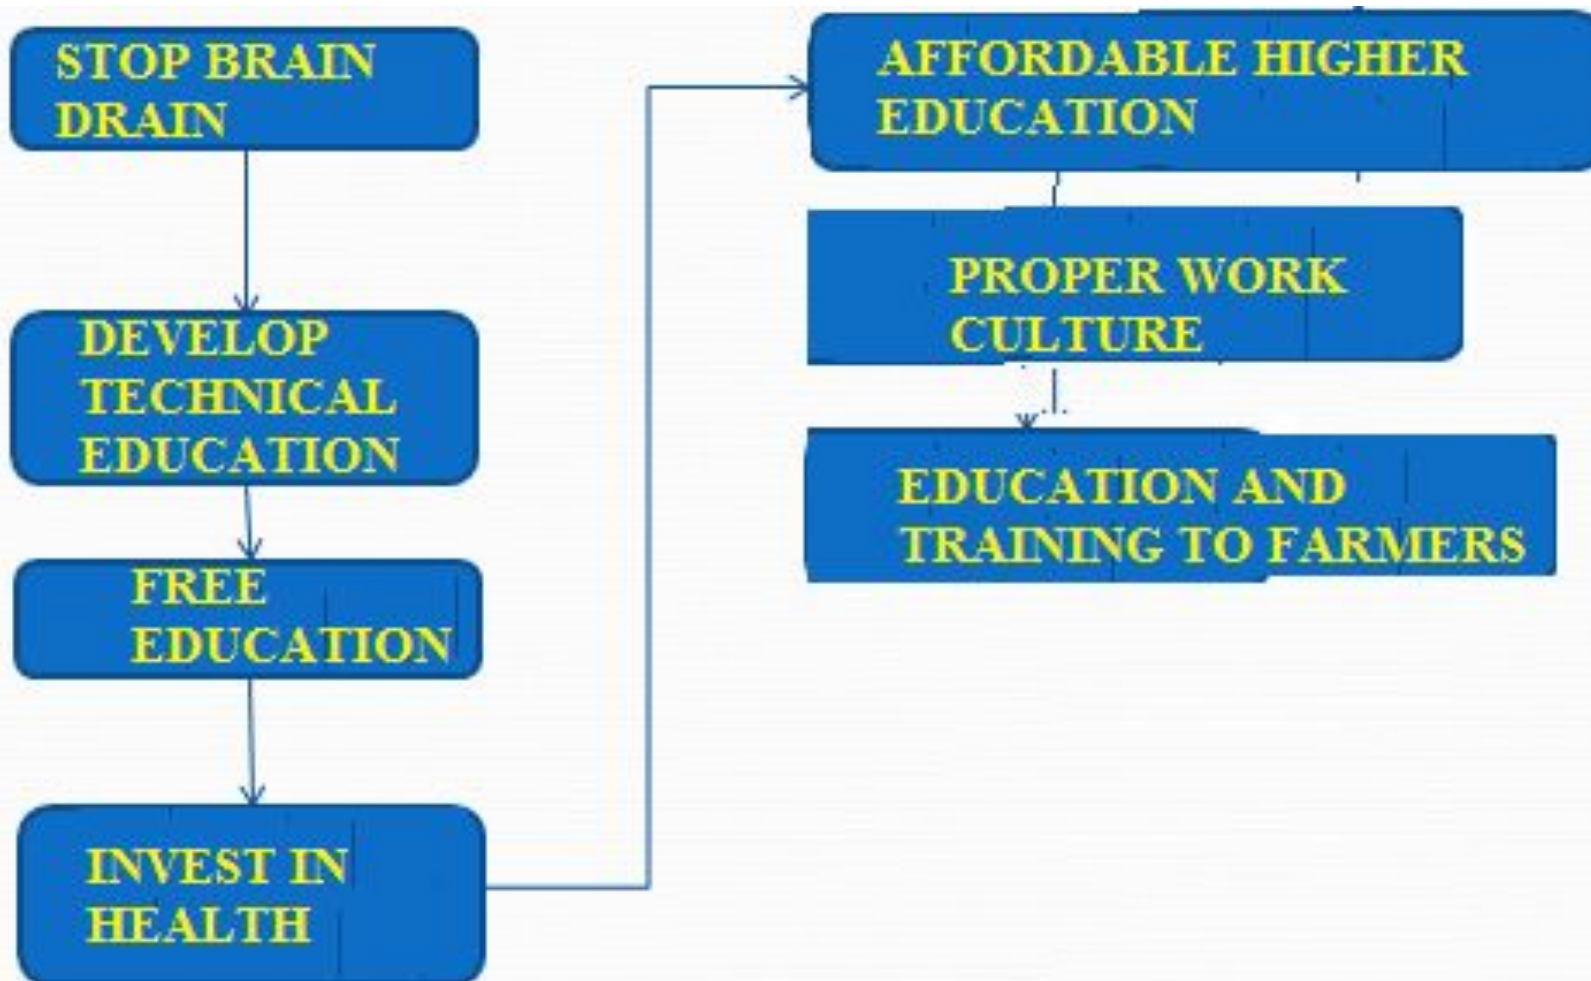 STOP BRAIN
DRAIN
DEVELOP
TECHNICAL
EDUCATION
FREE
EDUCATION
INVEST IN
HEALTH
AFFORDABLE HIGHER
EDUCATION
PROPER WORK
CULTURE
EDUCATION AND
TRAINING TO FARMERS